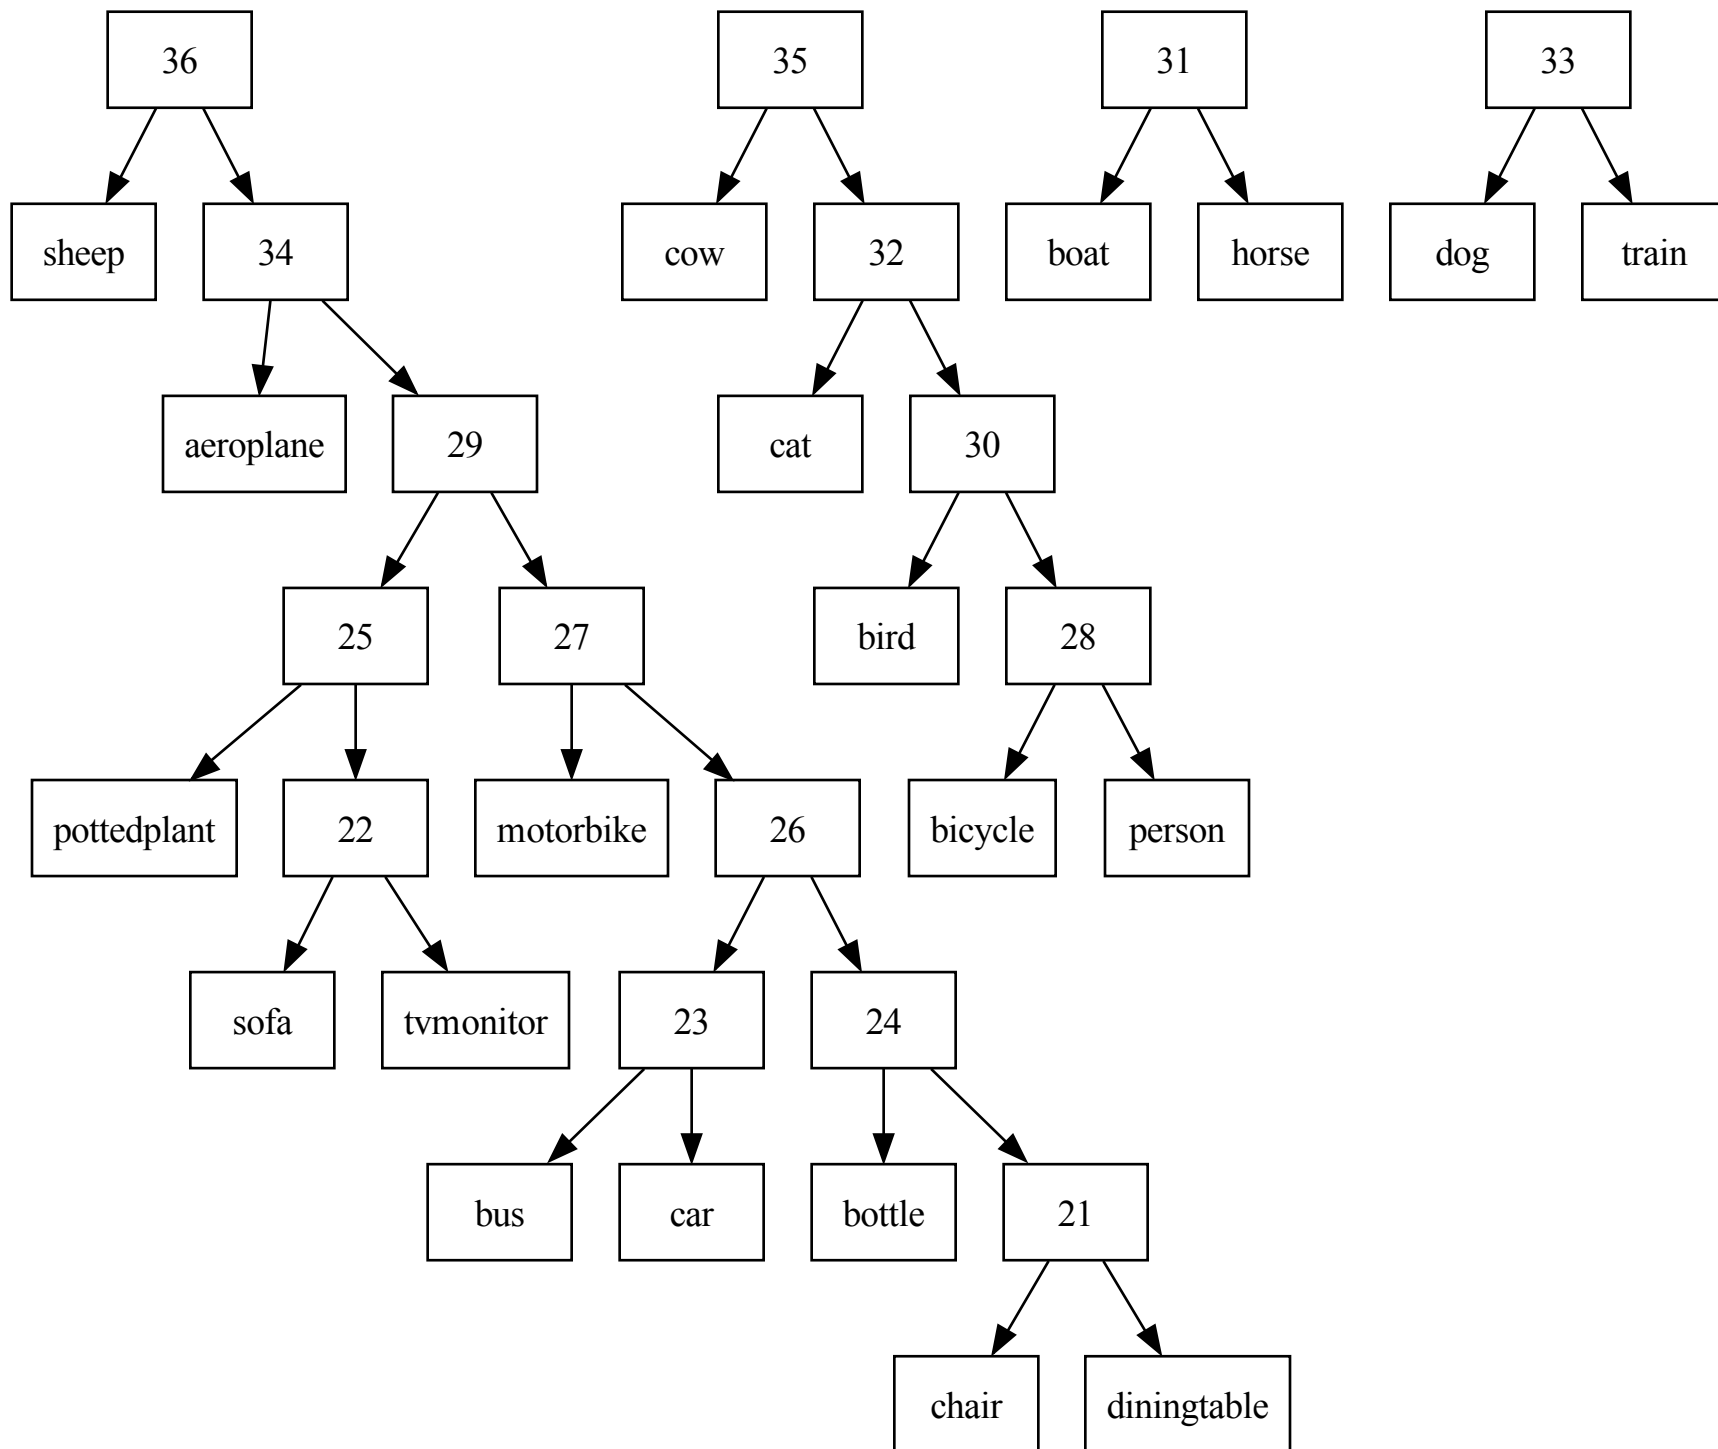 36
35
31
33
sheep
34
cow
32
boat
horse
dog
train
aeroplane
29
cat
30
25
27
bird
28
pottedplant
22
motorbike
26
bicycle
person
sofa
tvmonitor
23
24
bus
car
bottle
21
chair
diningtable